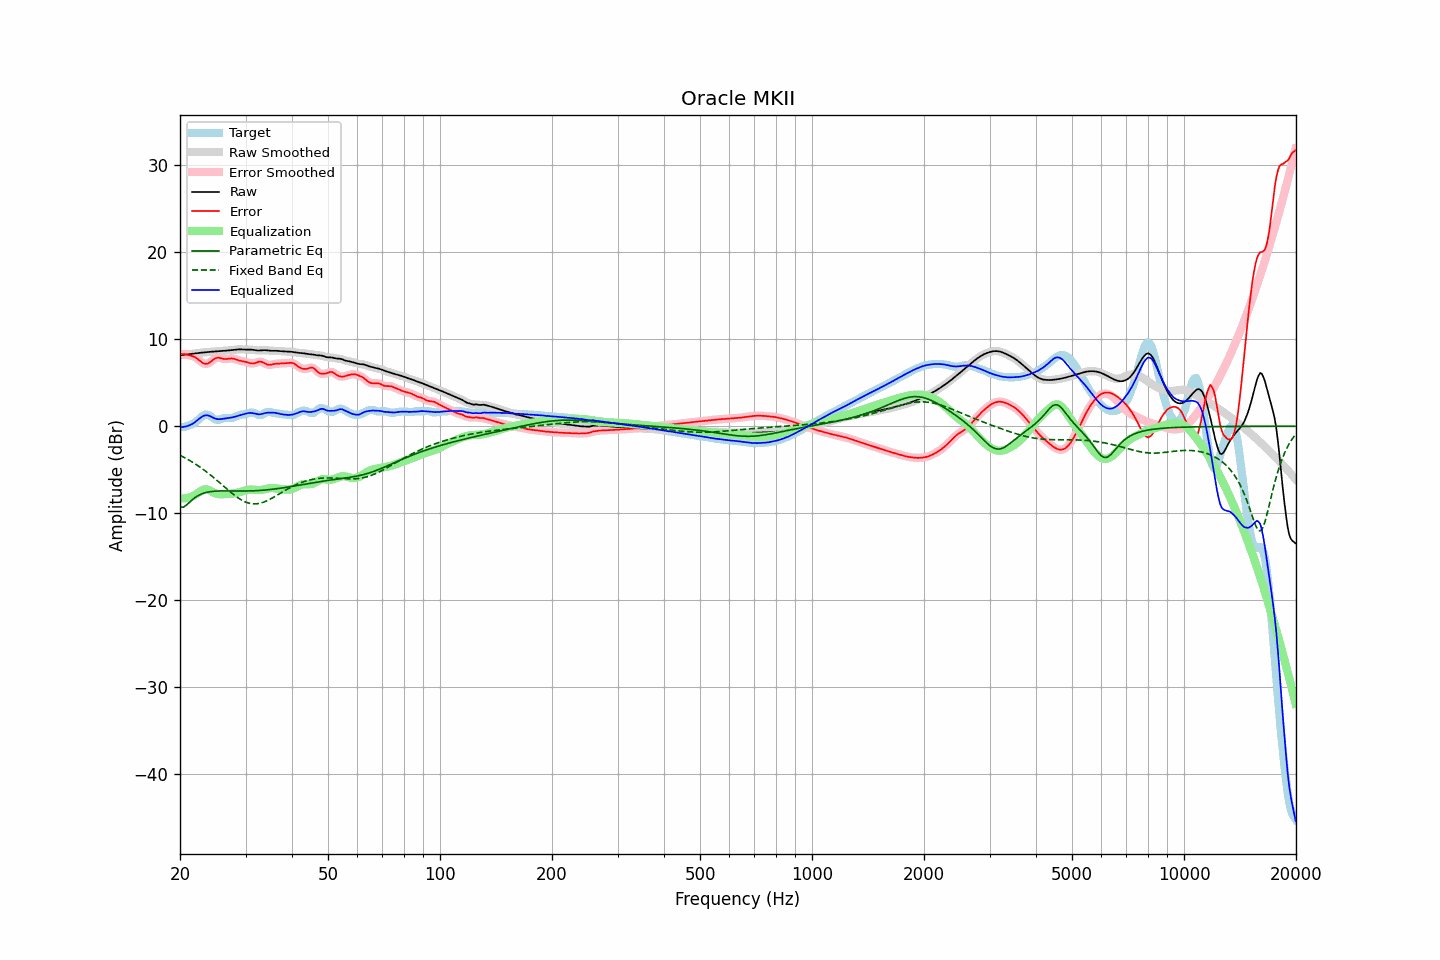 Oracle MKII
Target
Raw Smoothed
Error Smoothed
Raw
Error
Equalization
Parametric Eq
Fixed Band Eq
Equalized
30
20
10
0
−10
−20
−30
−40
Amplitude (dBr)
20 50 100 200 500 1000 2000 5000 10000 20000
Frequency (Hz)